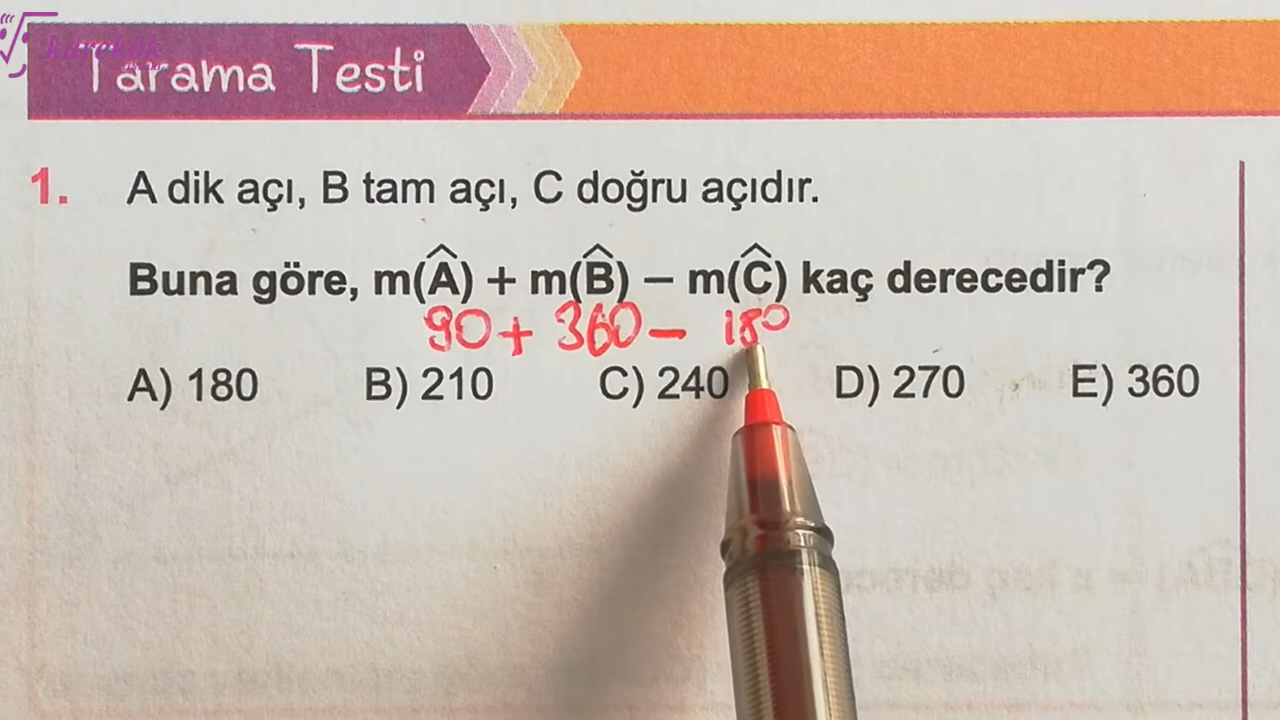 karekök
Tarama Testi
1. A dik açı, B tam açı, C doğru açıdır.
Buna göre, m(Â) + m(B̂) – m(Ĉ) kaç derecedir?
90 + 360 – 180
A) 180 B) 210 C) 240 D) 270 E) 360